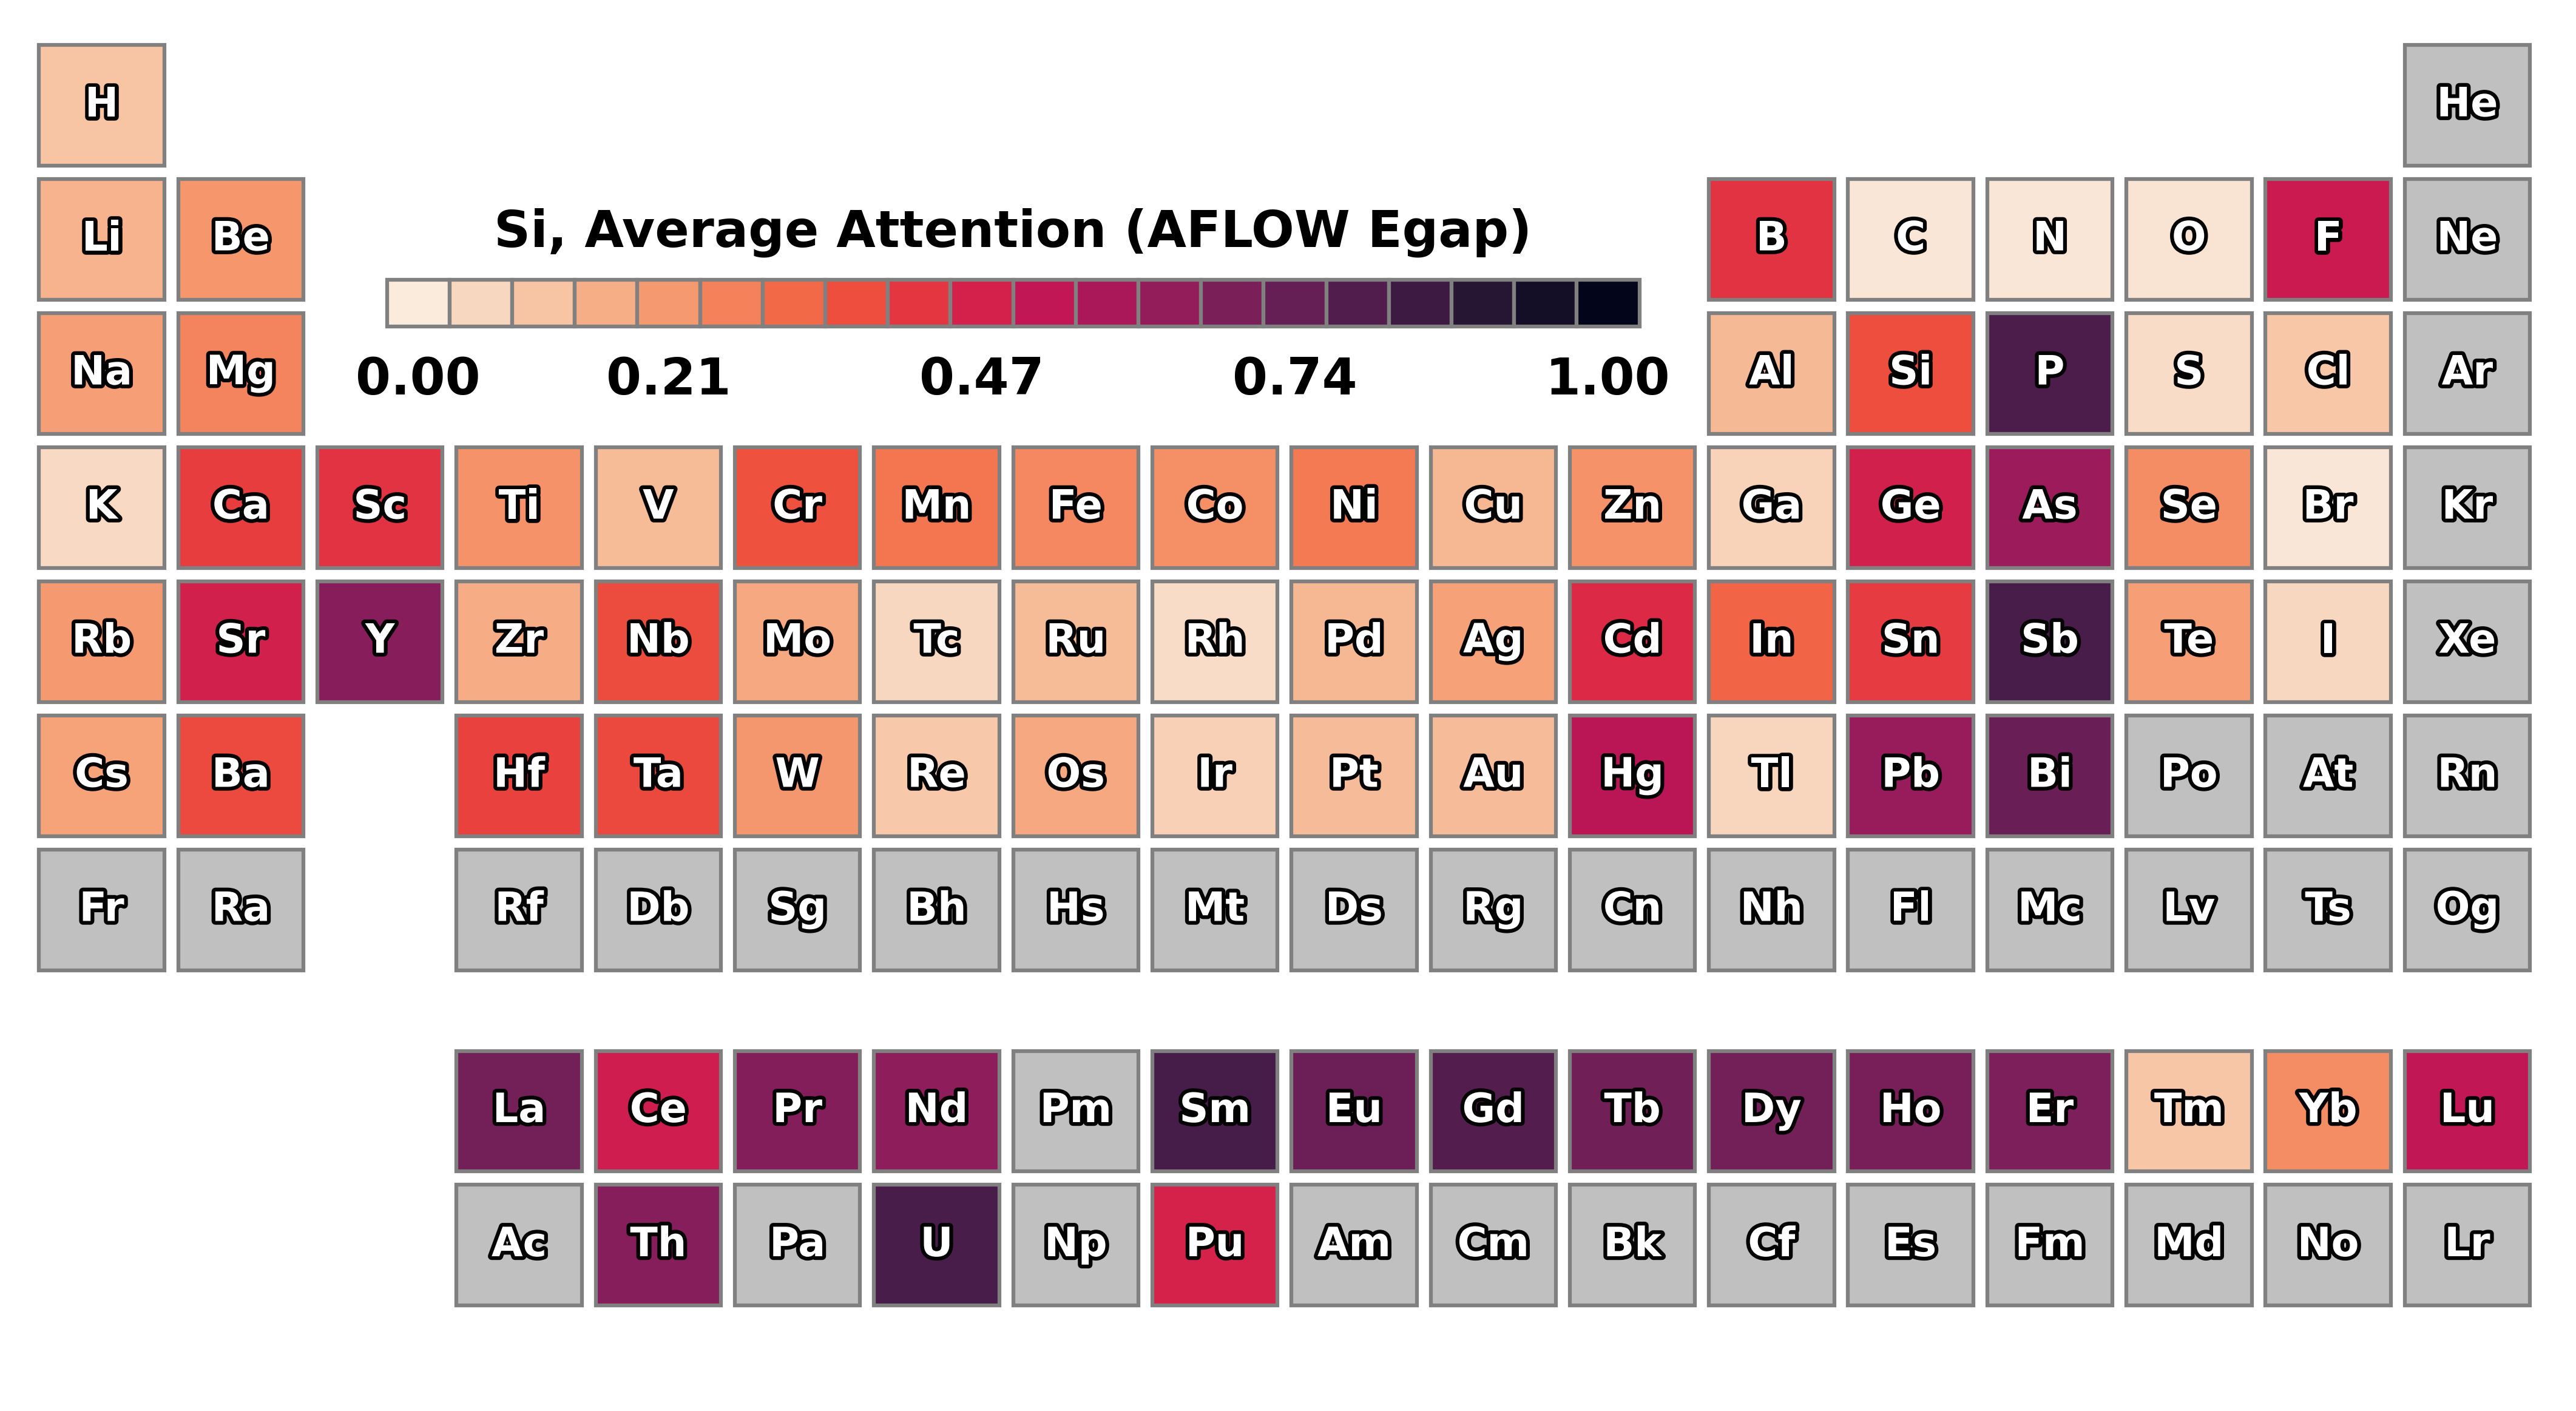 H He
Li Be B C N O F Ne
Si, Average Attention (AFLOW Egap)
Na Mg Al Si P S Cl Ar
0.00 0.21 0.47 0.74 1.00
K Ca Sc Ti V Cr Mn Fe Co Ni Cu Zn Ga Ge As Se Br Kr
Rb Sr Y Zr Nb Mo Tc Ru Rh Pd Ag Cd In Sn Sb Te I Xe
Cs Ba Hf Ta W Re Os Ir Pt Au Hg Tl Pb Bi Po At Rn
Fr Ra Rf Db Sg Bh Hs Mt Ds Rg Cn Nh Fl Mc Lv Ts Og
La Ce Pr Nd Pm Sm Eu Gd Tb Dy Ho Er Tm Yb Lu
Ac Th Pa U Np Pu Am Cm Bk Cf Es Fm Md No Lr